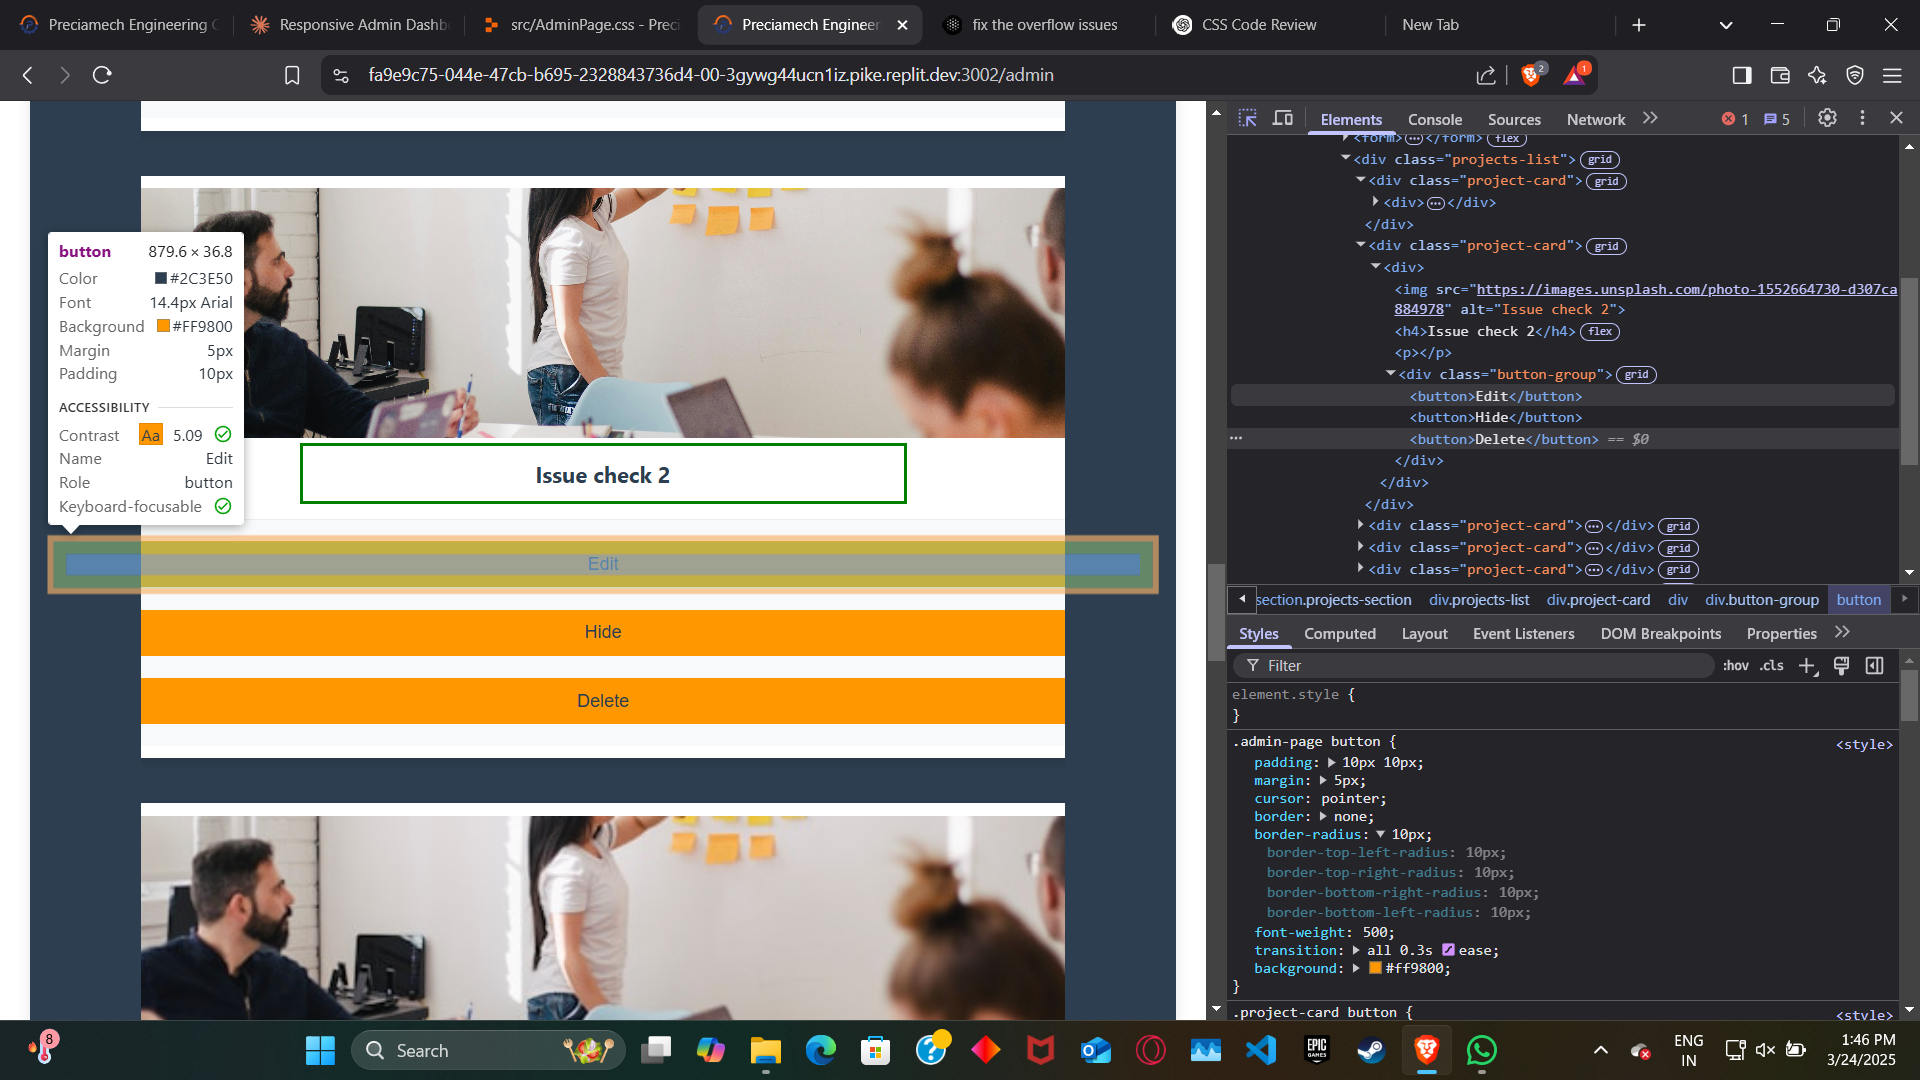 Preciamech Engineering C
Responsive Admin Dashb
src/AdminPage.css - Preci
Preciamech Engineer
fix the overflow issues
CSS Code Review
New Tab
fa9e9c75-044e-47cb-b695-2328843736d4-00-3gywg44ucn1iz.pike.replit.dev:3002/admin
2
1
button 879.6 × 36.8
Color #2C3E50
Font 14.4px Arial
Background #FF9800
Margin 5px
Padding 10px
ACCESSIBILITY
Contrast Aa 5.09
Name Edit
Role button
Keyboard-focusable
Issue check 2
Edit
Hide
Delete
Elements Console Sources Network 1 5
<form> </form> flex
<div class="projects-list"> grid
<div class="project-card"> grid
<div> </div>
</div>
<div class="project-card"> grid
<div>
<img src="https://images.unsplash.com/photo-1552664730-d307ca
884978" alt="Issue check 2">
<h4>Issue check 2</h4> flex
<p></p>
<div class="button-group"> grid
<button>Edit</button>
<button>Hide</button>
<button>Delete</button> == $0
</div>
</div>
</div>
<div class="project-card"> </div> grid
<div class="project-card"> </div> grid
<div class="project-card"> </div> grid
section.projects-section div.projects-list div.project-card div div.button-group button
Styles Computed Layout Event Listeners DOM Breakpoints Properties
Filter :hov .cls
element.style {
}
.admin-page button { <style>
padding: 10px 10px;
margin: 5px;
cursor: pointer;
border: none;
border-radius: 10px;
border-top-left-radius: 10px;
border-top-right-radius: 10px;
border-bottom-right-radius: 10px;
border-bottom-left-radius: 10px;
font-weight: 500;
transition: all 0.3s ease;
background: #ff9800;
}
.project-card button { <style>
8
Search
EPIC GAMES
ENG
IN
1:46 PM
3/24/2025